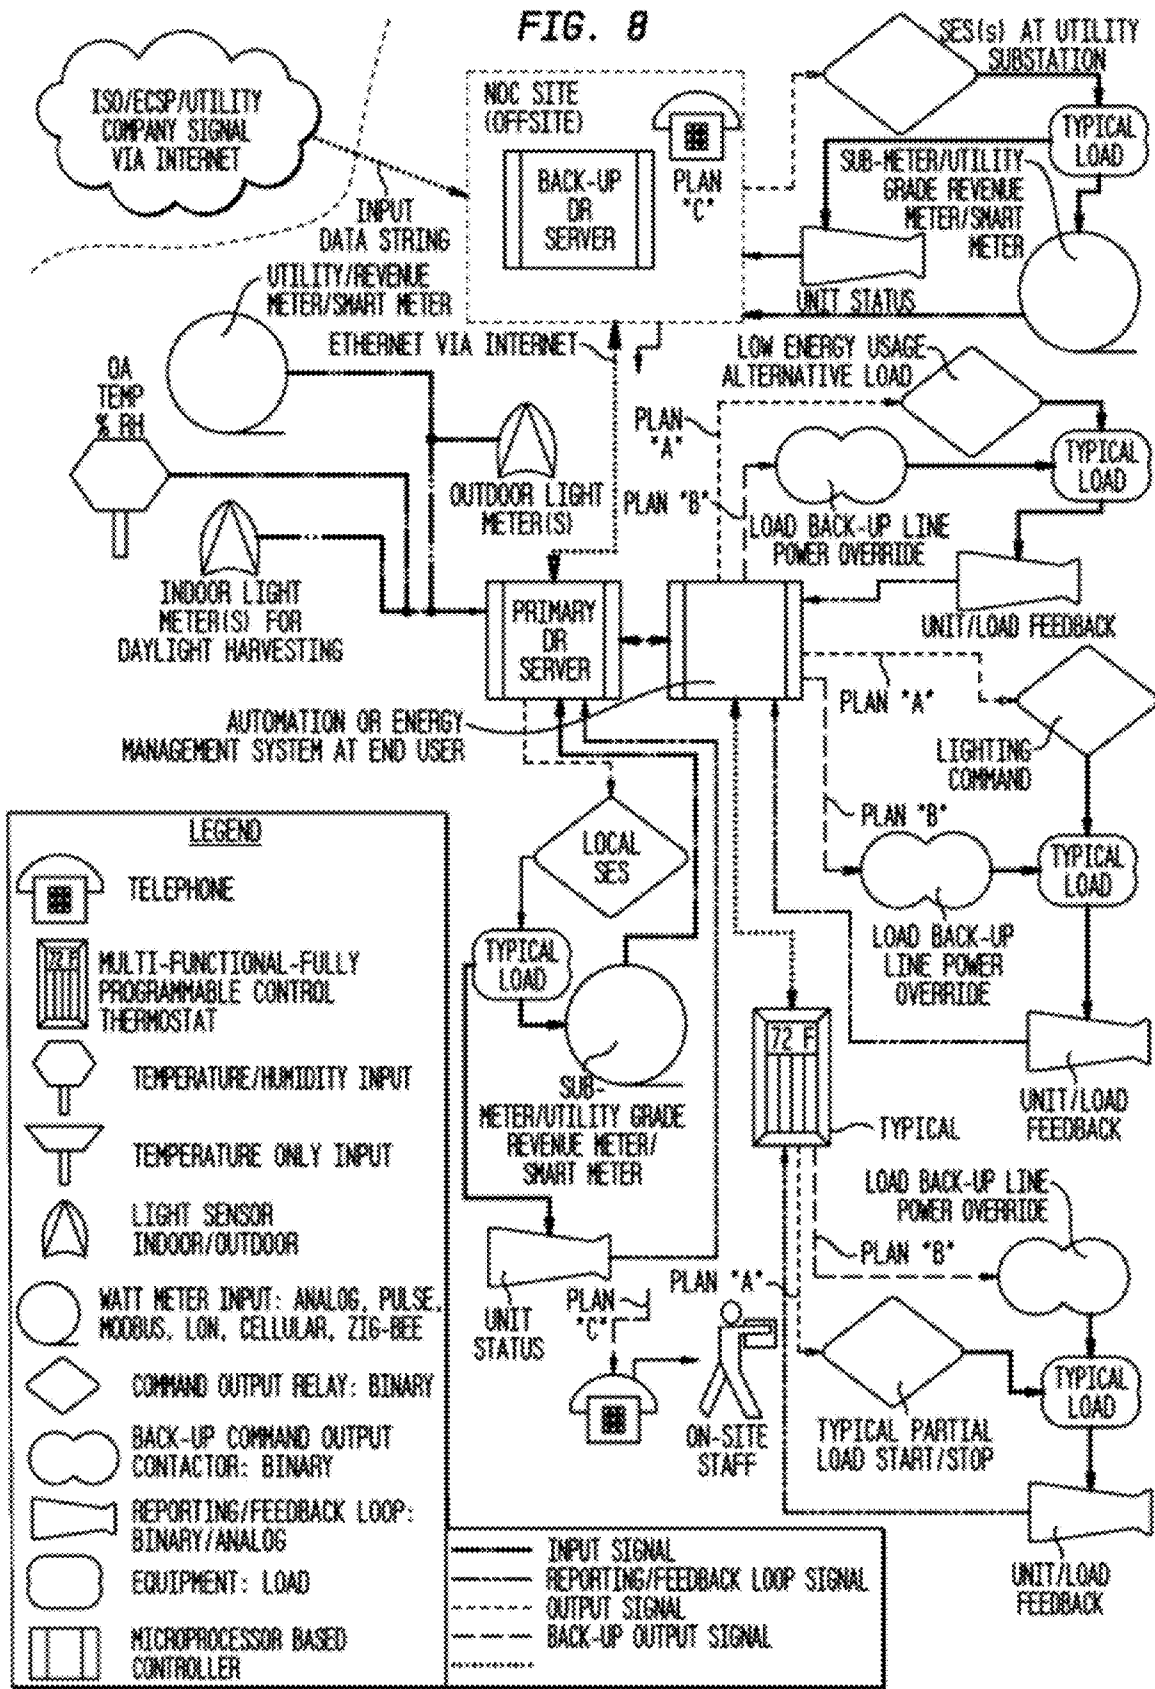 FIG. 8
ISO/ECSP/UTILITY
COMPANY SIGNAL
VIA INTERNET
INPUT
DATA STRING
NOC SITE
(OFFSITE)
BACK-UP
DR
SERVER
PLAN
"C"
SES(s) AT UTILITY
SUBSTATION
TYPICAL
LOAD
SUB-METER/UTILITY
GRADE REVENUE
METER/SMART
METER
UNIT STATUS
UTILITY/REVENUE
METER/SMART METER
ETHERNET VIA INTERNET
OA
TEMP
% RH
OUTDOOR LIGHT
METER(S)
INDOOR LIGHT
METER(S) FOR
DAYLIGHT HARVESTING
LOW ENERGY USAGE
ALTERNATIVE LOAD
PLAN
"A"
PLAN "B"
TYPICAL
LOAD
LOAD BACK-UP LINE
POWER OVERRIDE
UNIT/LOAD FEEDBACK
PRIMARY
DR
SERVER
AUTOMATION OR ENERGY
MANAGEMENT SYSTEM AT END USER
PLAN "A"
LIGHTING
COMMAND
PLAN "B"
TYPICAL
LOAD
LOAD BACK-UP
LINE POWER
OVERRIDE
UNIT/LOAD
FEEDBACK
LOCAL
SES
TYPICAL
LOAD
SUB-
METER/UTILITY GRADE
REVENUE METER/
SMART METER
UNIT
STATUS
72 F
TYPICAL
LOAD BACK-UP LINE
POWER OVERRIDE
PLAN "B"
PLAN "A"
PLAN
"C"
ON-SITE
STAFF
TYPICAL PARTIAL
LOAD START/STOP
TYPICAL
LOAD
UNIT/LOAD
FEEDBACK
LEGEND
TELEPHONE
72 F
MULTI-FUNCTIONAL-FULLY
PROGRAMMABLE CONTROL
THERMOSTAT
TEMPERATURE/HUMIDITY INPUT
TEMPERATURE ONLY INPUT
LIGHT SENSOR
INDOOR/OUTDOOR
WATT METER INPUT: ANALOG, PULSE,
MODBUS, LON, CELLULAR, ZIG-BEE
COMMAND OUTPUT RELAY: BINARY
BACK-UP COMMAND OUTPUT
CONTACTOR: BINARY
REPORTING/FEEDBACK LOOP:
BINARY/ANALOG
EQUIPMENT: LOAD
MICROPROCESSOR BASED
CONTROLLER
INPUT SIGNAL
REPORTING/FEEDBACK LOOP SIGNAL
OUTPUT SIGNAL
BACK-UP OUTPUT SIGNAL